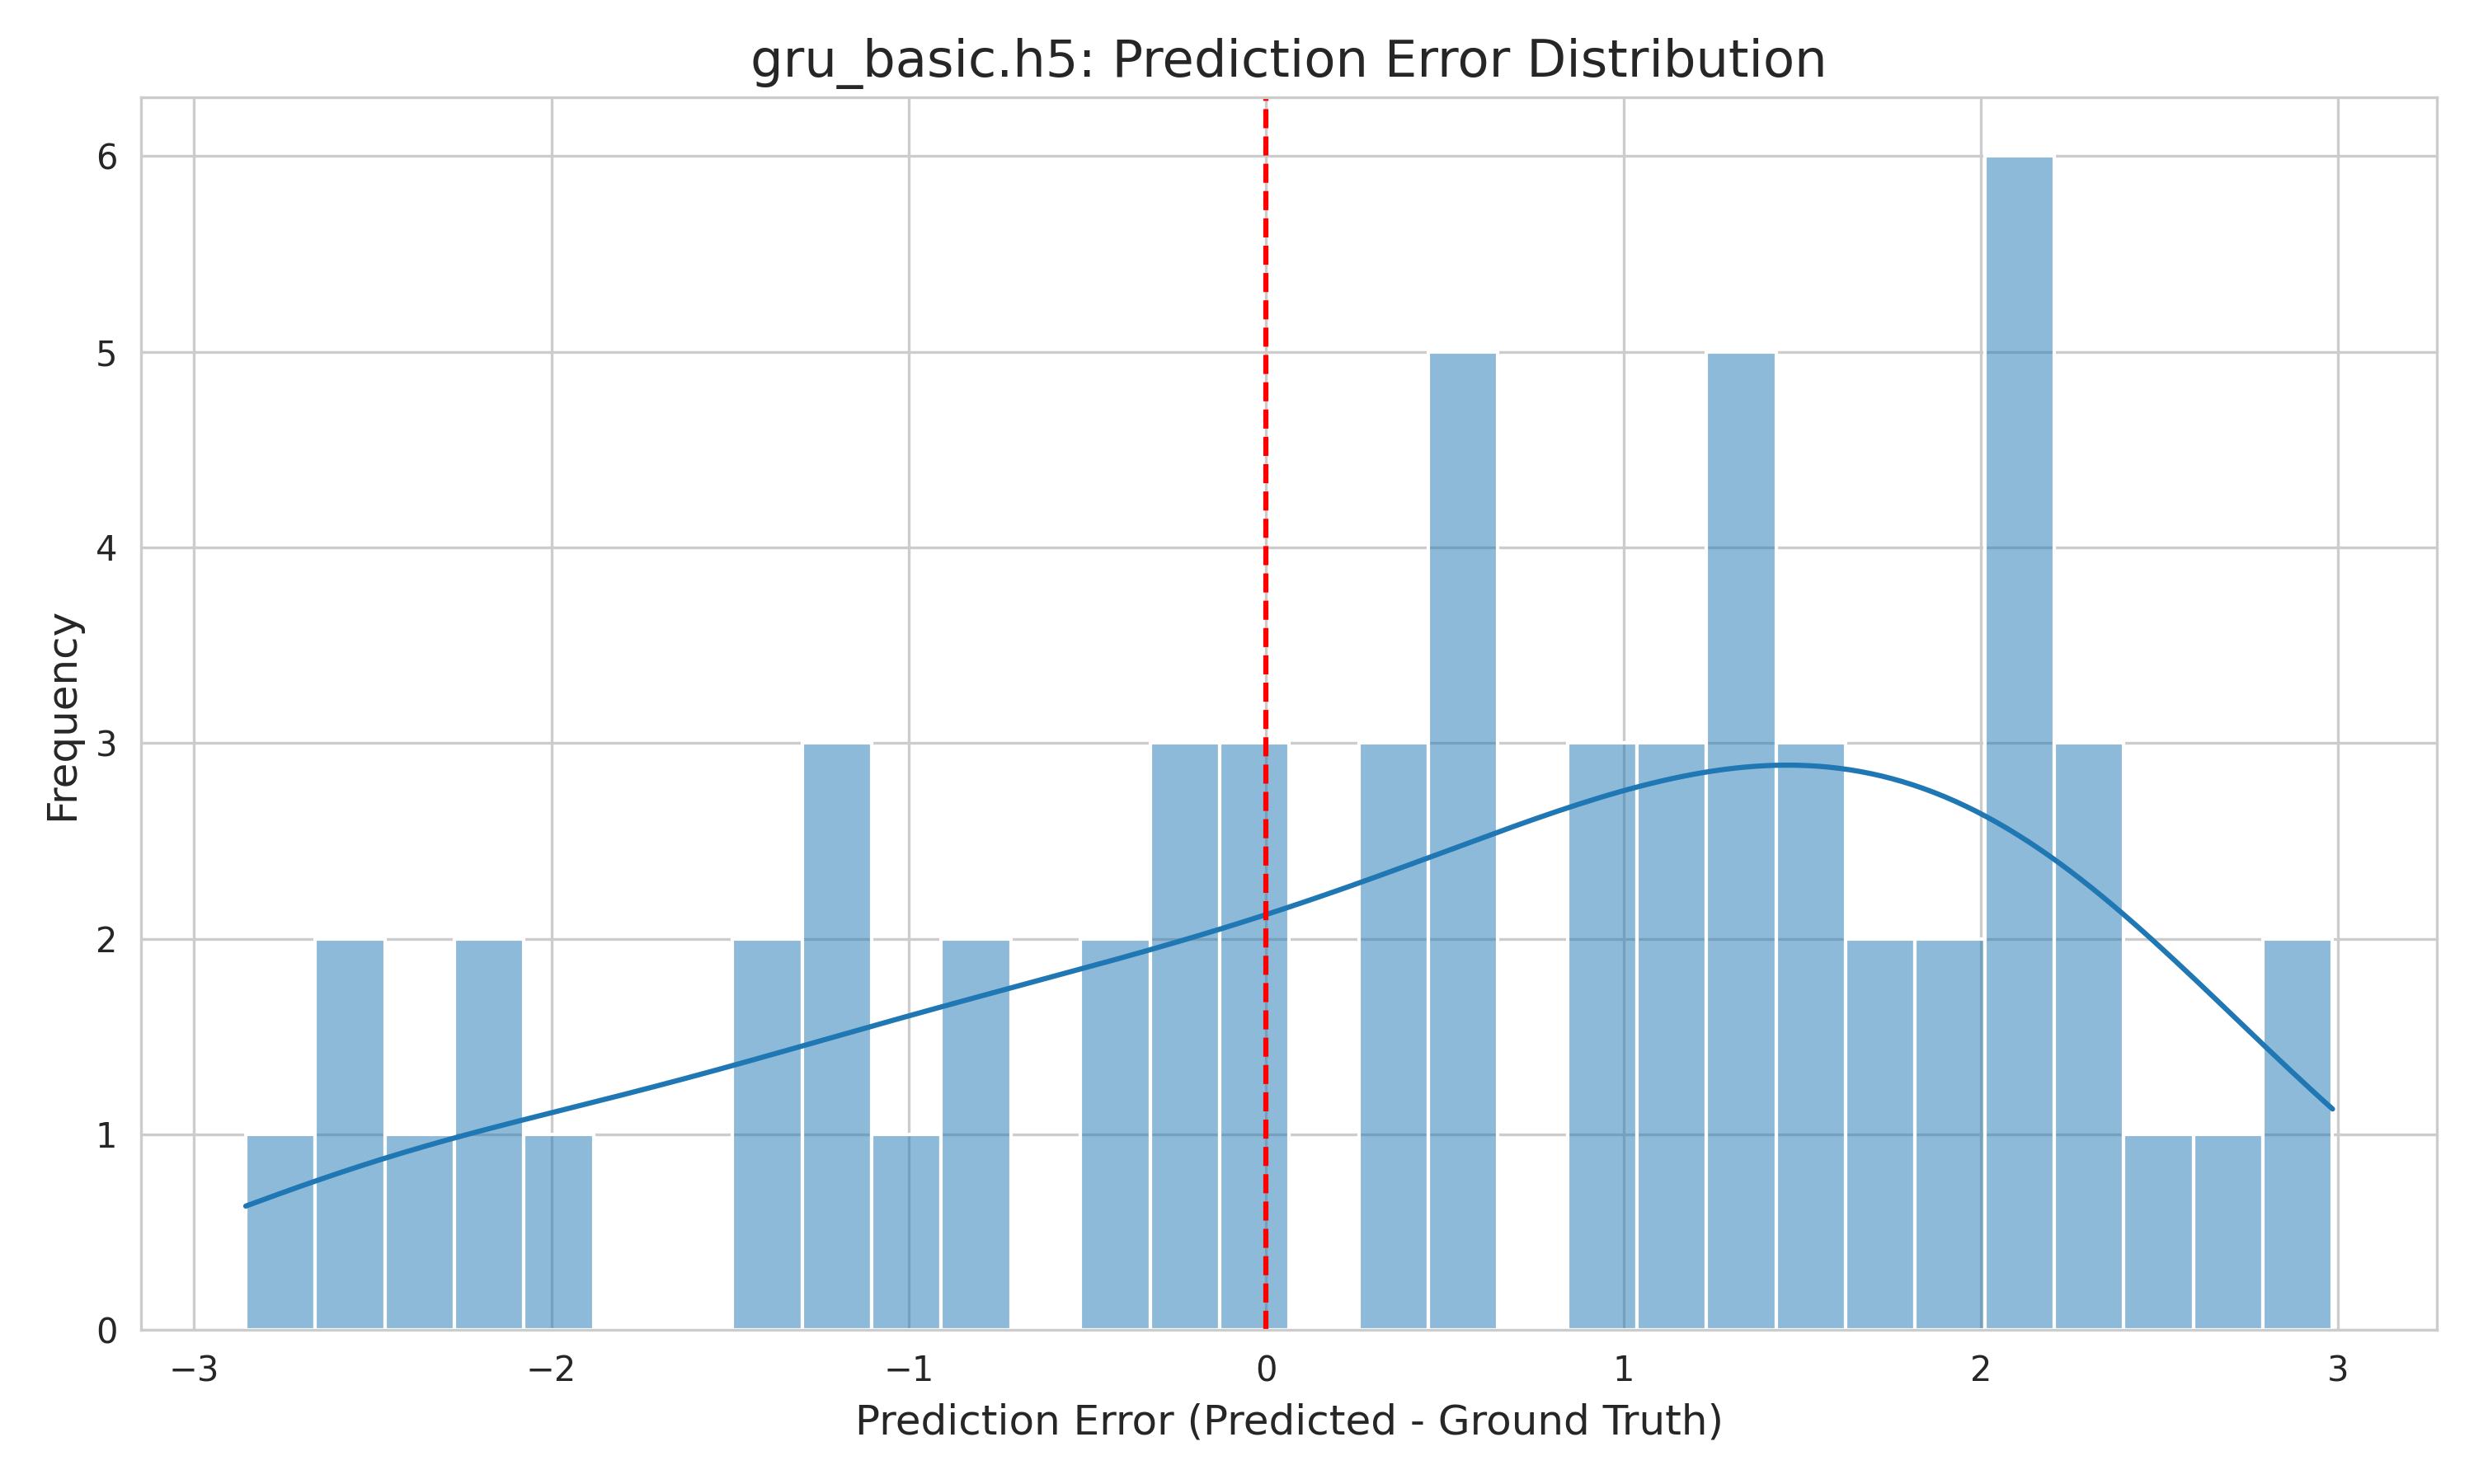 gru_basic.h5: Prediction Error Distribution
Frequency
6
5
4
3
2
1
0
−3 −2 −1 0 1 2 3
Prediction Error (Predicted - Ground Truth)